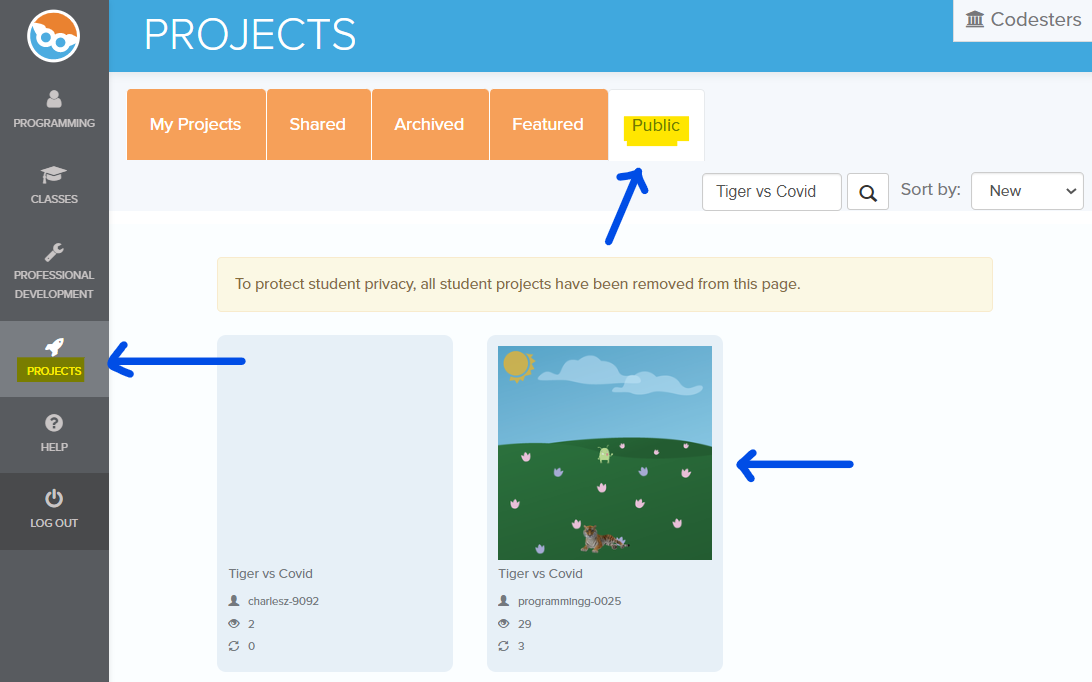 PROJECTS
Codesters
PROGRAMMING
CLASSES
PROFESSIONAL
DEVELOPMENT
PROJECTS
HELP
LOG OUT
My Projects
Shared
Archived
Featured
Public
Tiger vs Covid
Sort by:
New
To protect student privacy, all student projects have been removed from this page.
Tiger vs Covid
charlesz-9092
2
0
Tiger vs Covid
programmingg-0025
29
3